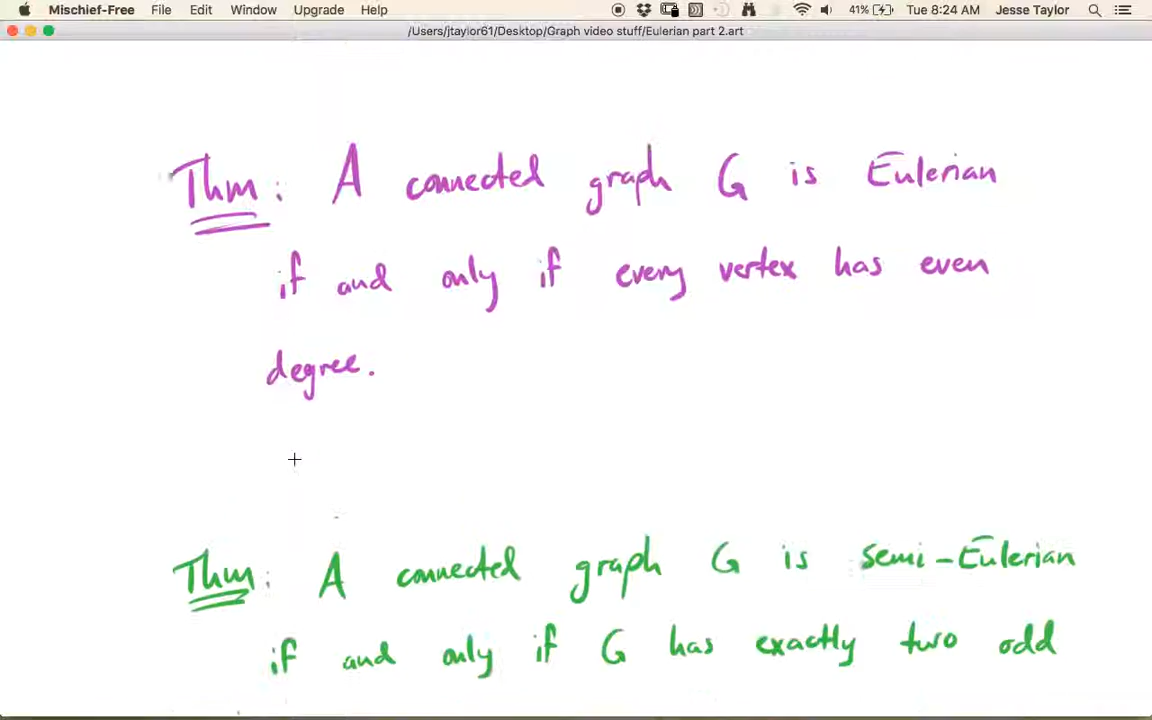 Mischief-Free File Edit Window Upgrade Help 41% Tue 8:24 AM Jesse Taylor
/Users/jtaylor61/Desktop/Graph video stuff/Eulerian part 2.art
Thm: A connected graph G is Eulerian
if and only if every vertex has even
degree.
Thm: A connected graph G is semi-Eulerian
if and only if G has exactly two odd